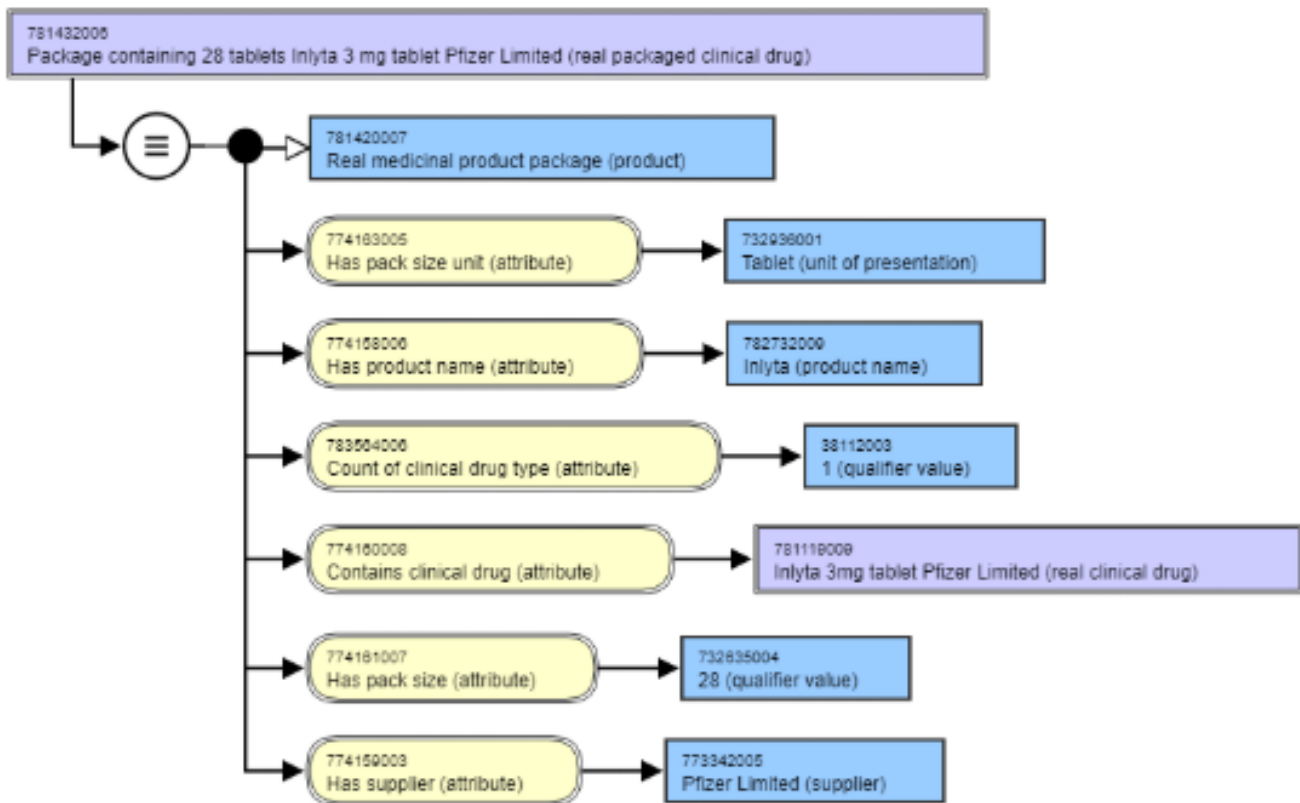 781432006
Package containing 28 tablets Inlyta 3 mg tablet Pfizer Limited (real packaged clinical drug)
781420007
Real medicinal product package (product)
774163005
Has pack size unit (attribute)
732936001
Tablet (unit of presentation)
774158006
Has product name (attribute)
782732009
Inlyta (product name)
783564006
Count of clinical drug type (attribute)
38112003
1 (qualifier value)
774160008
Contains clinical drug (attribute)
781119009
Inlyta 3mg tablet Pfizer Limited (real clinical drug)
774161007
Has pack size (attribute)
732635004
28 (qualifier value)
774159003
Has supplier (attribute)
773342005
Pfizer Limited (supplier)